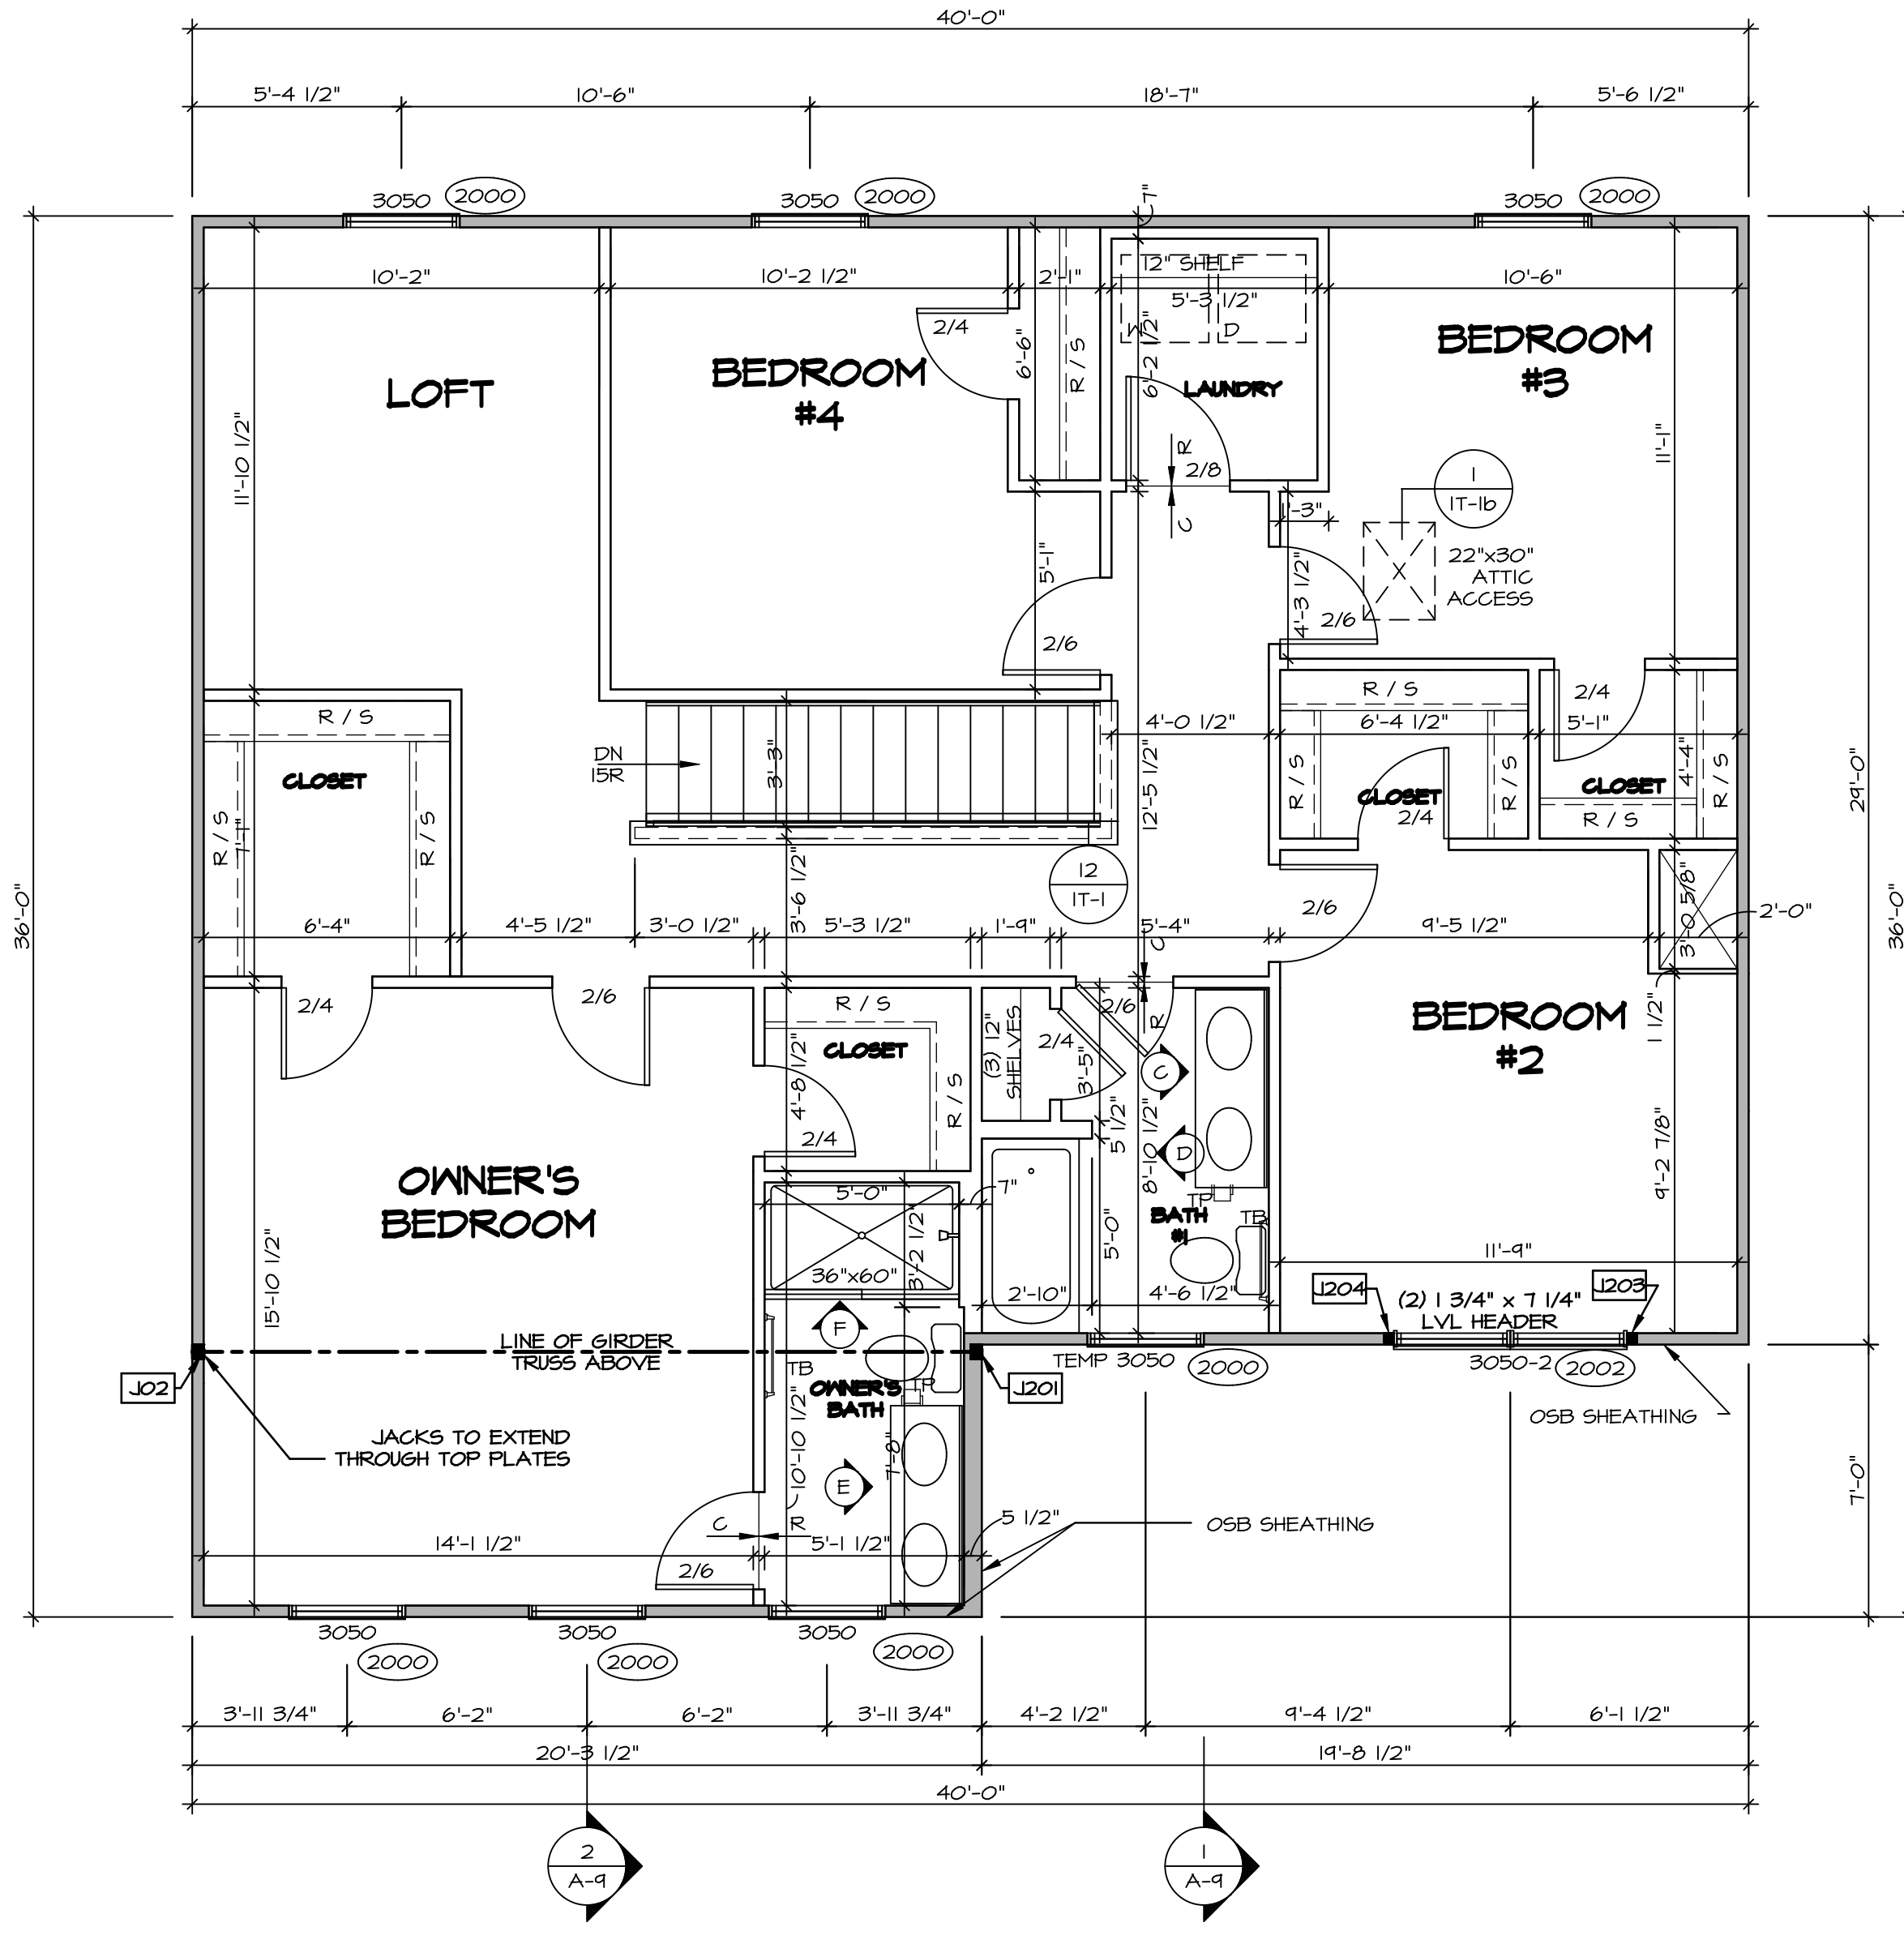 40'-0"
5'-4 1/2"
10'-6"
18'-7"
5'-6 1/2"
3050
2000
3050
2000
7"
3050
2000
12" SHELF
10'-2"
10'-2 1/2"
2'-1"
10'-6"
5'-3 1/2"
2/4
W
D
6'-6"
R / S
6'-2 1/2"
LOFT
BEDROOM
#4
LAUNDRY
BEDROOM
#3
11'-10 1/2"
11'-1"
R
2/8
C
1
1T-1b
1'-3"
5'-1"
4'-3 1/2"
22"x30"
ATTIC
ACCESS
X
2/6
2/6
R / S
R / S
2/4
4'-0 1/2"
6'-4 1/2"
5'-1"
DN
15R
3'-3"
12'-5 1/2"
4'-4"
CLOSET
R / S
R / S
CLOSET
R / S
CLOSET
R / S
2/4
R / S
7'-1"
R / S
29'-0"
12
1T-1
3'-6 1/2"
2/6
3'-0 5/8"
2'-0"
36'-0"
36'-0"
6'-4"
4'-5 1/2"
3'-0 1/2"
5'-3 1/2"
1'-9"
5'-4"
9'-5 1/2"
C
2/4
2/6
R / S
2/6
R
BEDROOM
#2
1 1/2"
CLOSET
(3) 12"
SHELVES
2/4
3'-5"
C
4'-8 1/2"
R / S
2/4
5 1/2"
8'-10 1/2"
D
9'-2 7/8"
OWNER'S
BEDROOM
5'-0"
7"
TP
BATH
#1
TB
15'-10 1/2"
3'-2 1/2"
5'-0"
11'-9"
36"x60"
2'-10"
4'-6 1/2"
J204
J203
(2) 1 3/4" x 7 1/4"
LVL HEADER
F
LINE OF GIRDER
TRUSS ABOVE
TEMP 3050
2000
3050-2
2002
TB
J02
OWNER'S
BATH
TP
J201
OSB SHEATHING
JACKS TO EXTEND
THROUGH TOP PLATES
10'-10 1/2"
7'-8"
E
7'-0"
C
R
5 1/2"
OSB SHEATHING
14'-1 1/2"
5'-1 1/2"
2/6
3050
2000
3050
2000
3050
2000
3'-11 3/4"
6'-2"
6'-2"
3'-11 3/4"
4'-2 1/2"
9'-4 1/2"
6'-1 1/2"
20'-3 1/2"
19'-8 1/2"
40'-0"
2
A-9
1
A-9